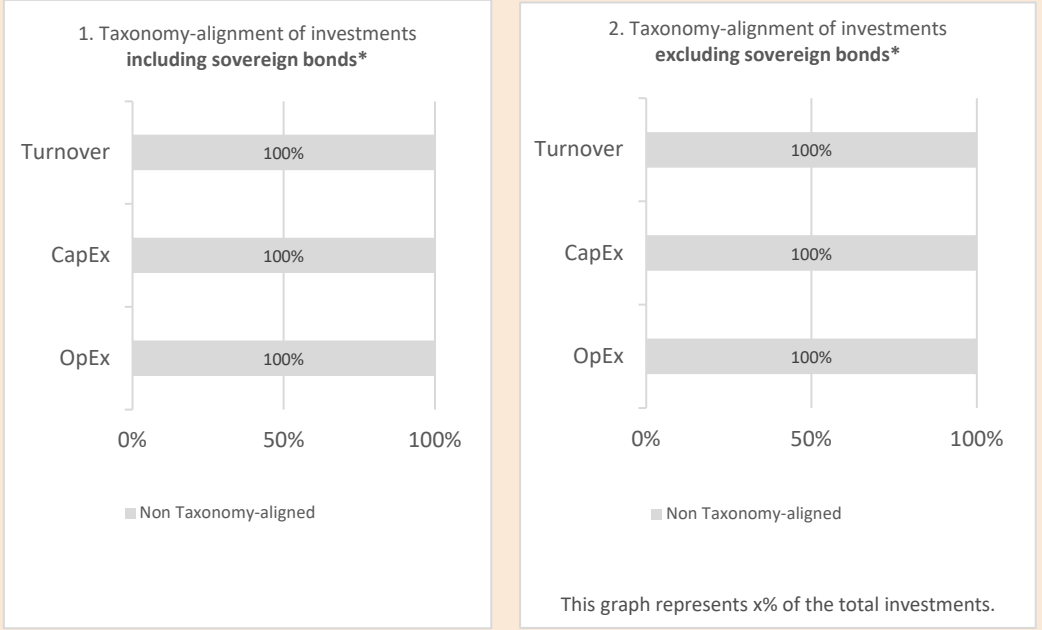 1. Taxonomy-alignment of investments
including sovereign bonds*
Turnover
100%
CapEx
100%
OpEx
100%
0%
50%
100%
Non Taxonomy-aligned
2. Taxonomy-alignment of investments
excluding sovereign bonds*
Turnover
100%
CapEx
100%
OpEx
100%
0%
50%
100%
Non Taxonomy-aligned
This graph represents x% of the total investments.